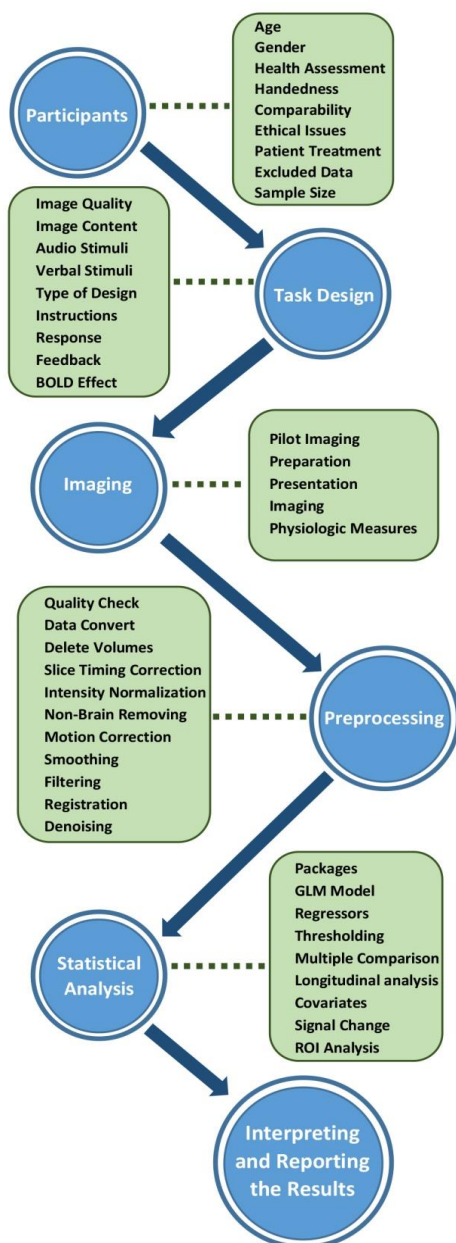 Participants
Age
Gender
Health Assessment
Handedness
Comparability
Ethical Issues
Patient Treatment
Excluded Data
Sample Size
Task Design
Image Quality
Image Content
Audio Stimuli
Verbal Stimuli
Type of Design
Instructions
Response
Feedback
BOLD Effect
Imaging
Pilot Imaging
Preparation
Presentation
Imaging
Physiologic Measures
Preprocessing
Quality Check
Data Convert
Delete Volumes
Slice Timing Correction
Intensity Normalization
Non-Brain Removing
Motion Correction
Smoothing
Filtering
Registration
Denoising
Statistical
Analysis
Packages
GLM Model
Regressors
Thresholding
Multiple Comparison
Longitudinal analysis
Covariates
Signal Change
ROI Analysis
Interpreting
and Reporting
the Results